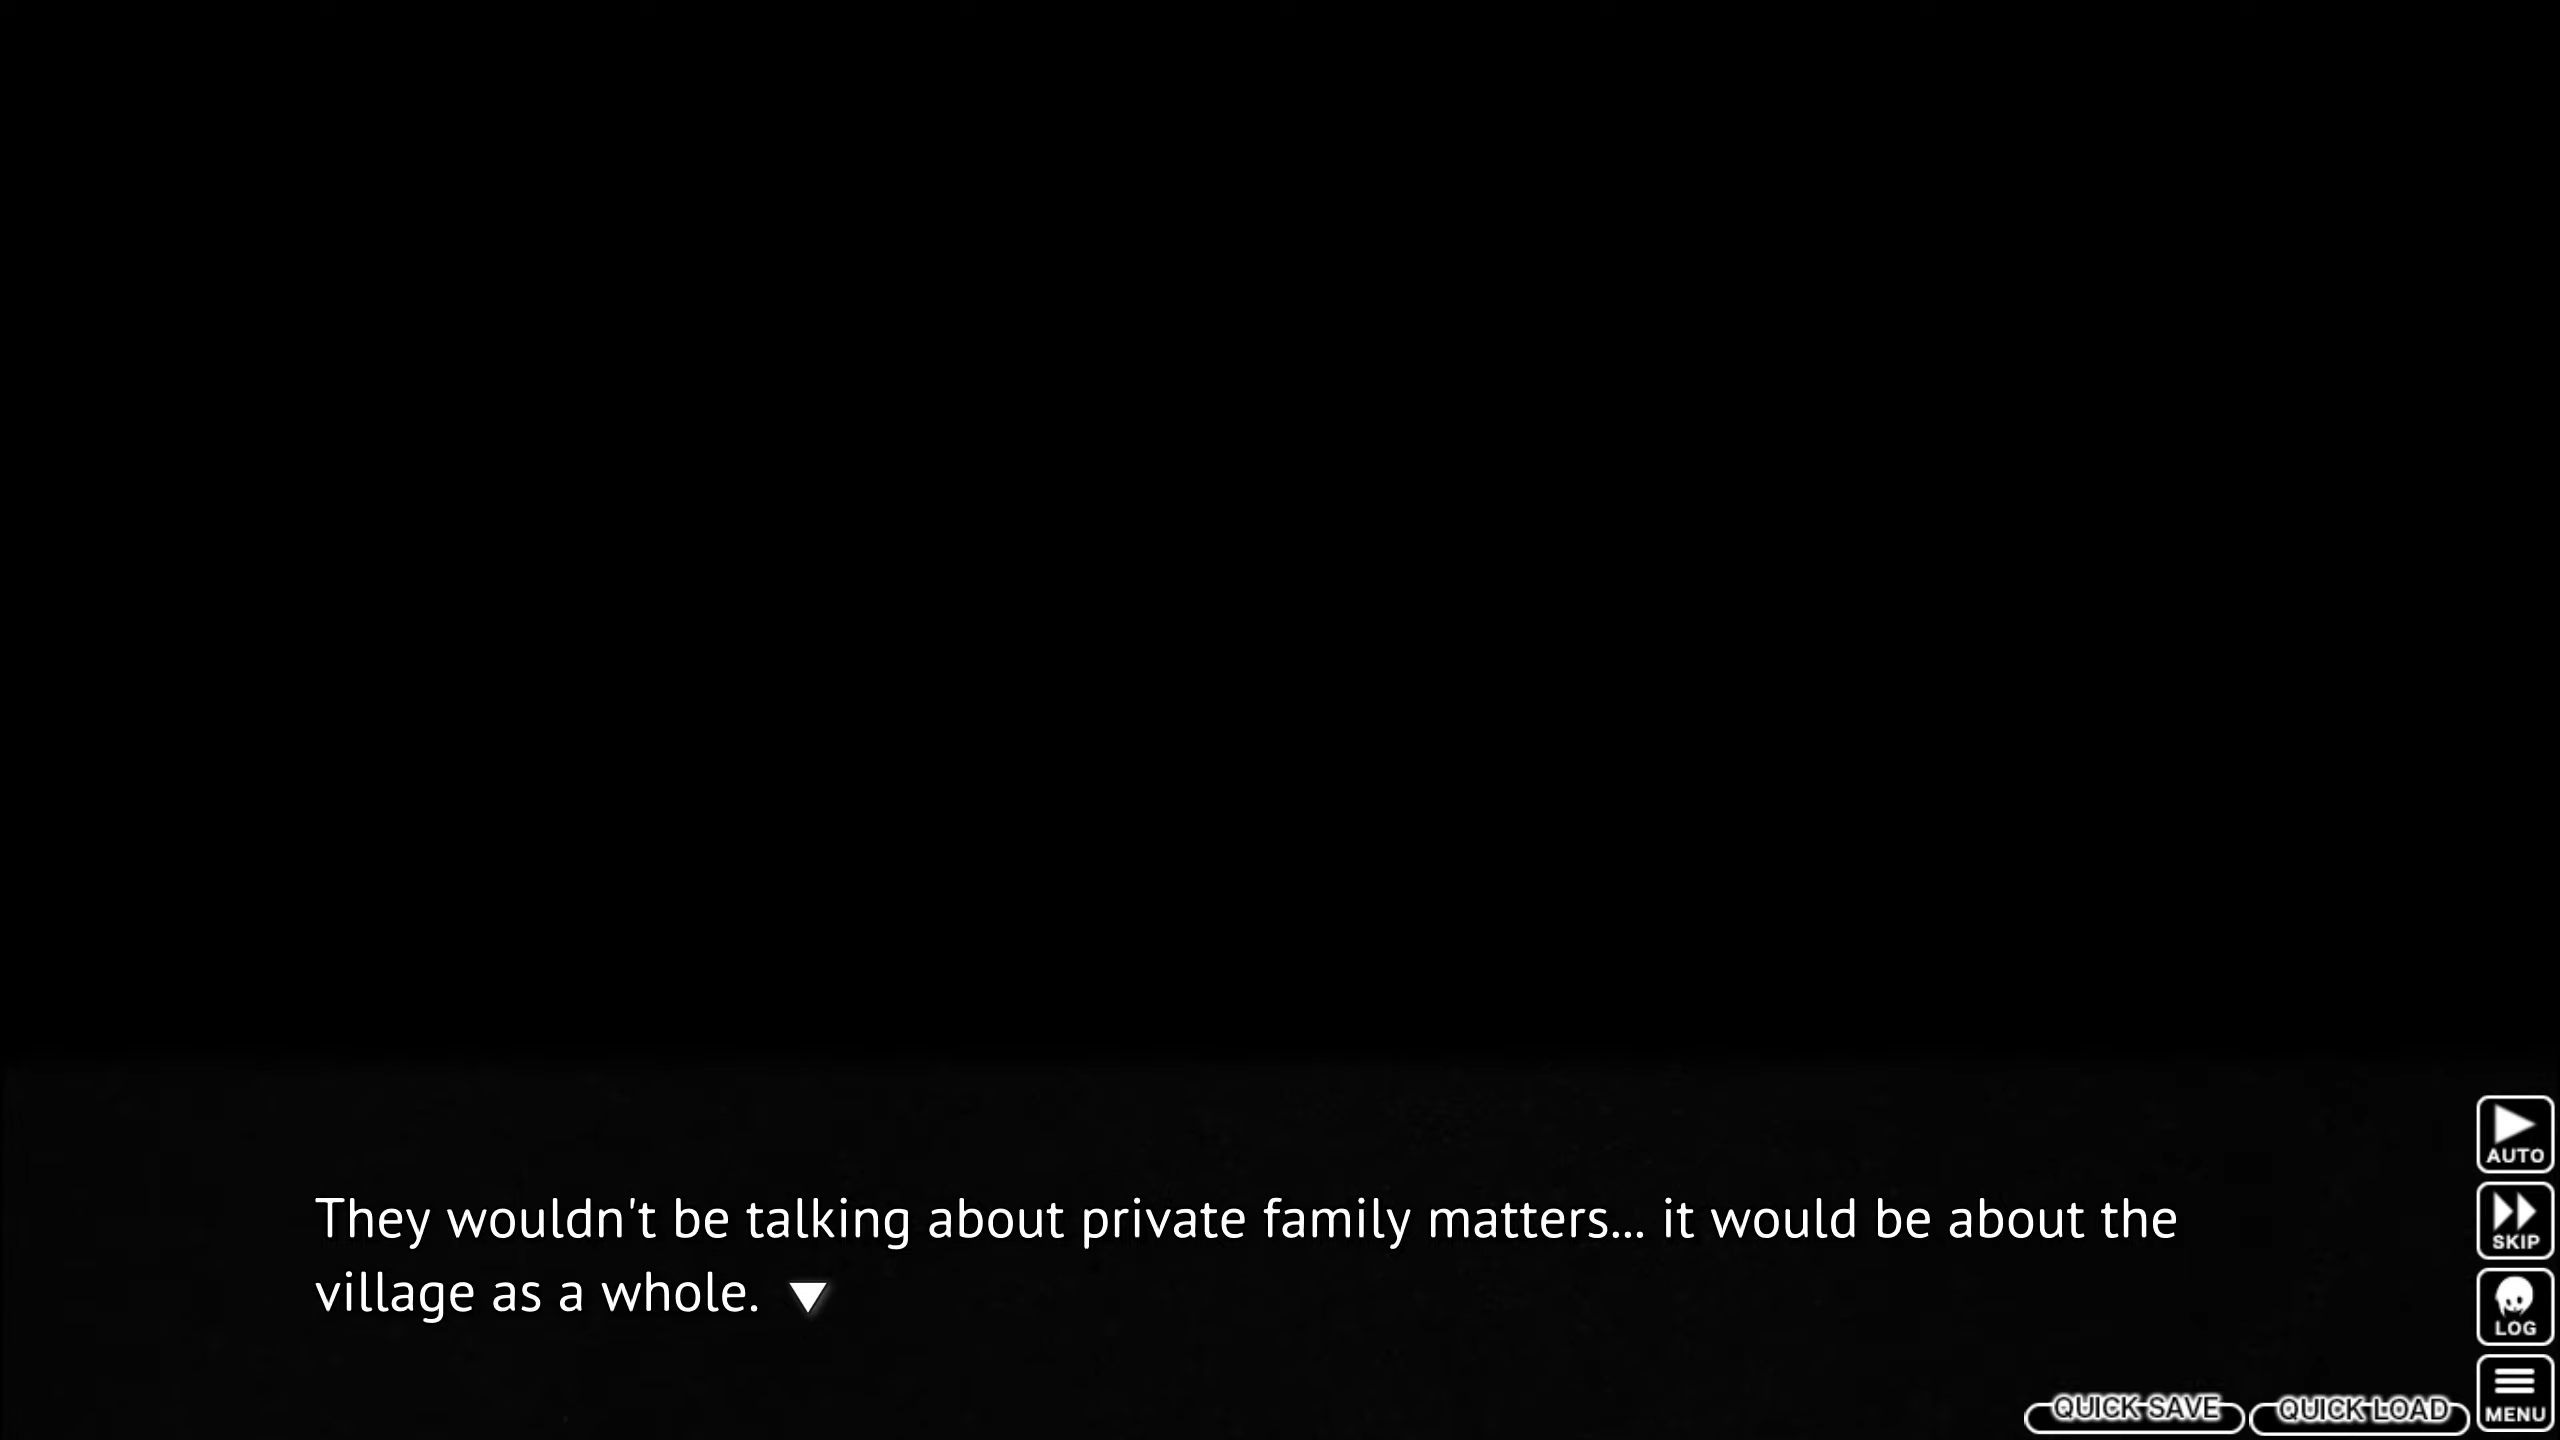 They wouldn't be talking about private family matters... it would be about the
village as a whole.
AUTO
SKIP
LOG
MENU
QUICK SAVE
QUICK LOAD